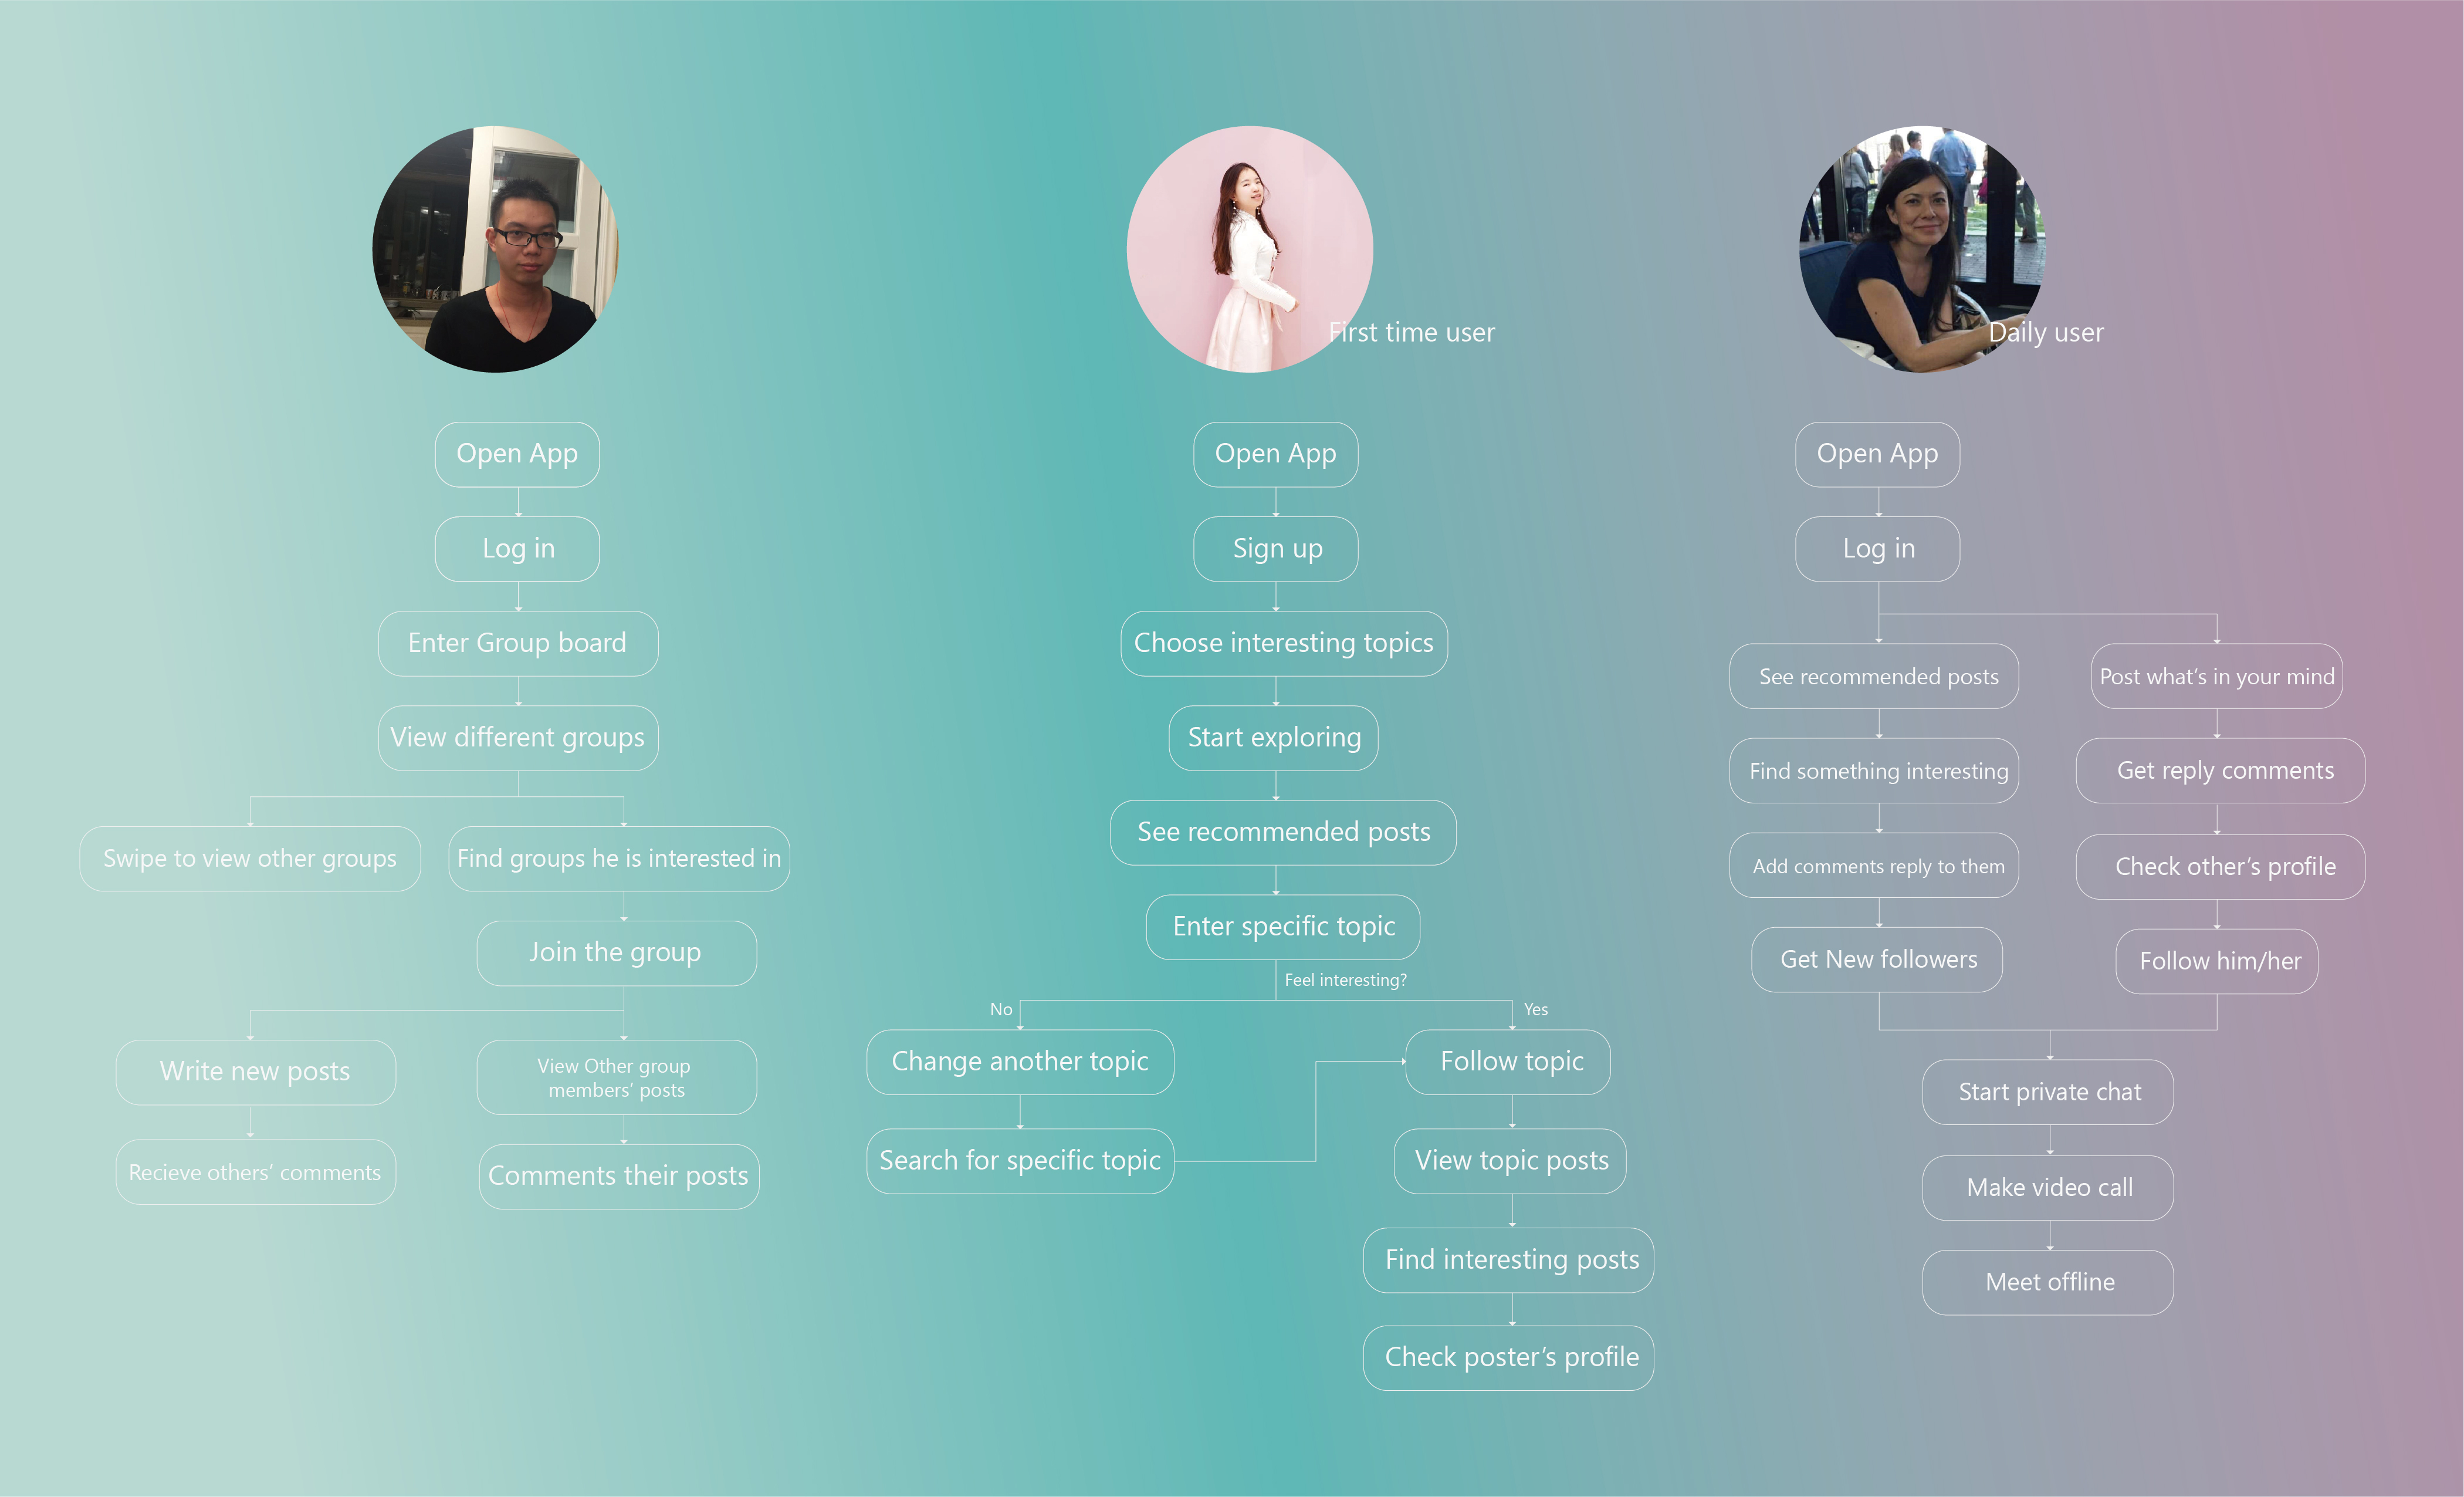 First time user
Daily user
Open App
Log in
Enter Group board
View different groups
Swipe to view other groups
Find groups he is interested in
Join the group
Write new posts
View Other group
members’ posts
Recieve others’ comments
Comments their posts
Open App
Sign up
Choose interesting topics
Start exploring
See recommended posts
Enter specific topic
Feel interesting?
No
Yes
Change another topic
Follow topic
Search for specific topic
View topic posts
Find interesting posts
Check poster’s profile
Open App
Log in
See recommended posts
Post what’s in your mind
Find something interesting
Get reply comments
Add comments reply to them
Check other’s profile
Get New followers
Follow him/her
Start private chat
Make video call
Meet offline